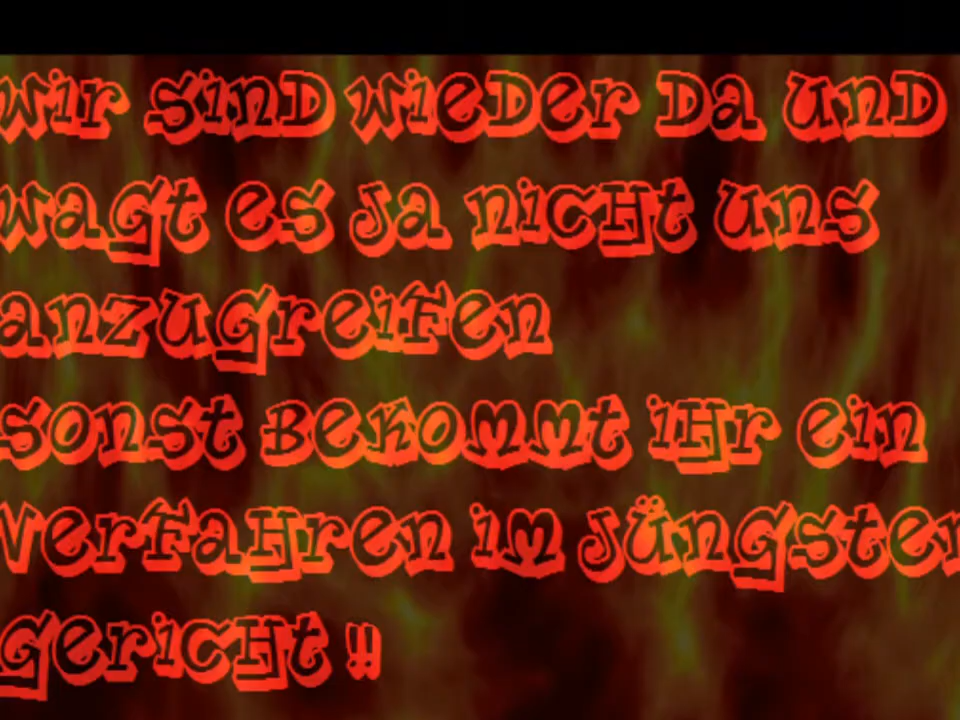 wir sind wieder da und
wagt es ja nicht uns
anzugreifen
sonst bekommt ihr ein
verfahren im jüngsten
gericht !!